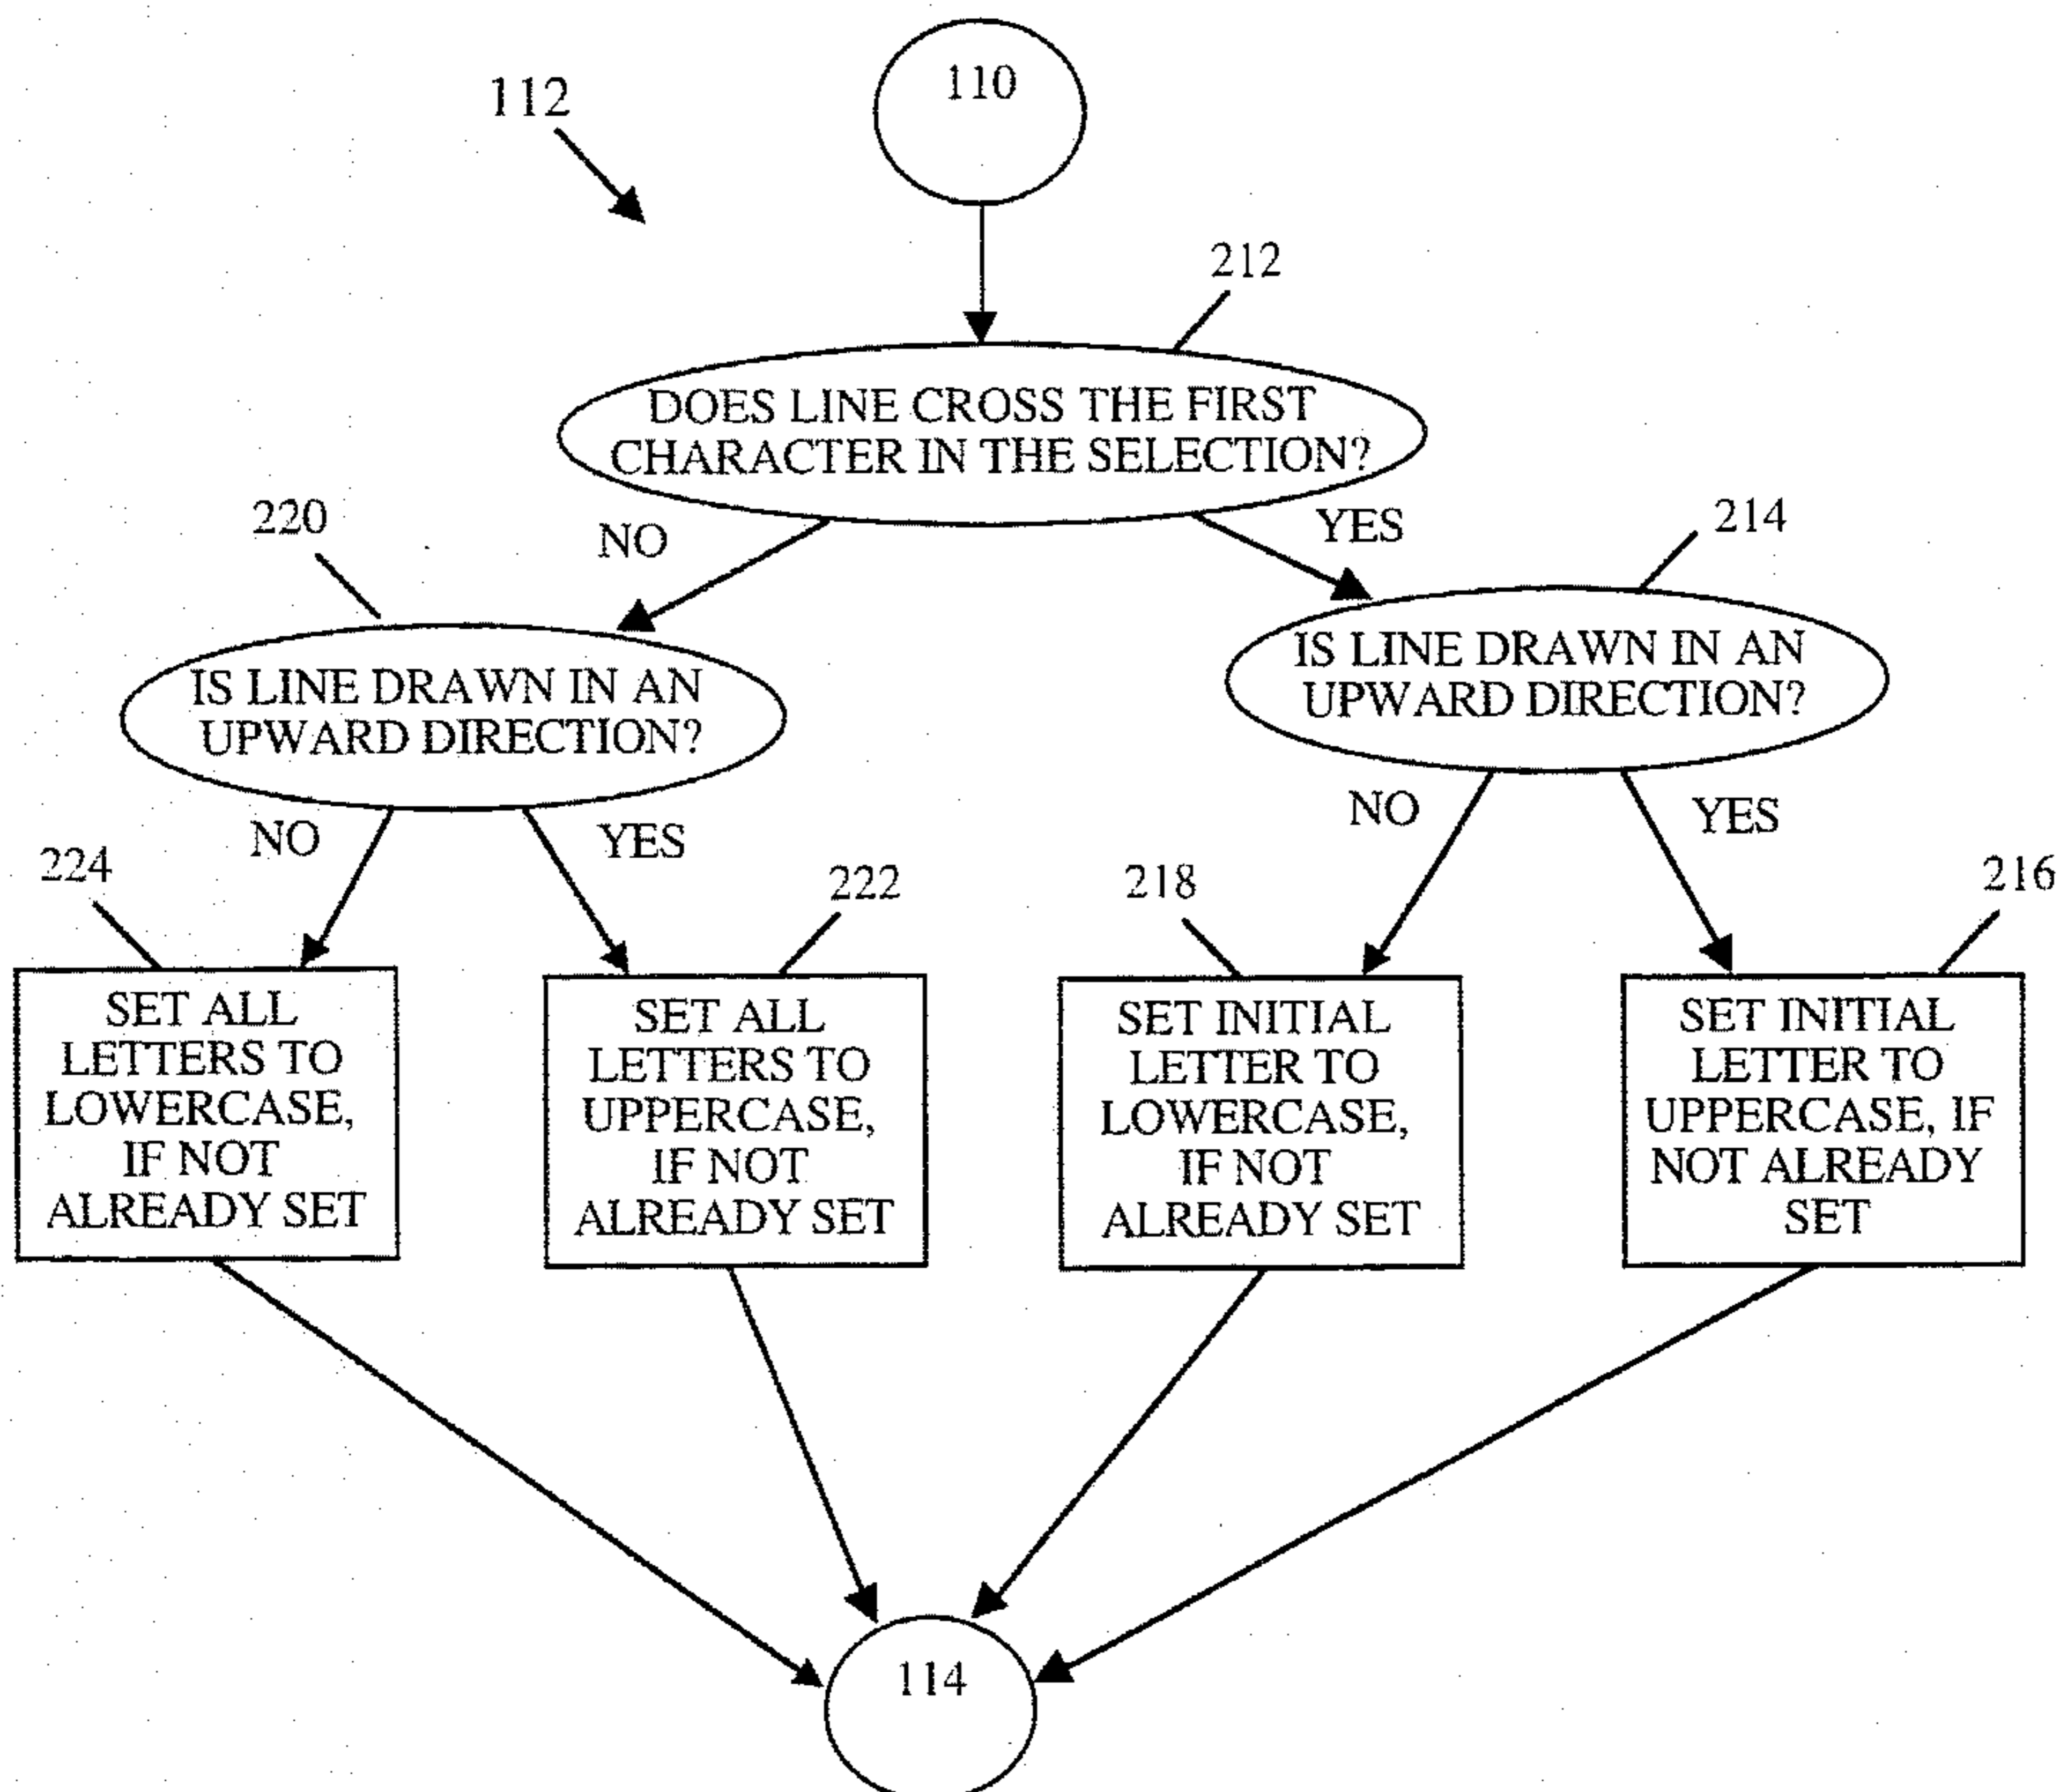 110
112
212
DOES LINE CROSS THE FIRST
CHARACTER IN THE SELECTION?
NO
YES
220
214
IS LINE DRAWN IN AN
UPWARD DIRECTION?
IS LINE DRAWN IN AN
UPWARD DIRECTION?
NO
YES
NO
YES
224
222
218
216
SET ALL
LETTERS TO
LOWERCASE,
IF NOT
ALREADY SET
SET ALL
LETTERS TO
UPPERCASE,
IF NOT
ALREADY SET
SET INITIAL
LETTER TO
LOWERCASE,
IF NOT
ALREADY SET
SET INITIAL
LETTER TO
UPPERCASE, IF
NOT ALREADY
SET
114